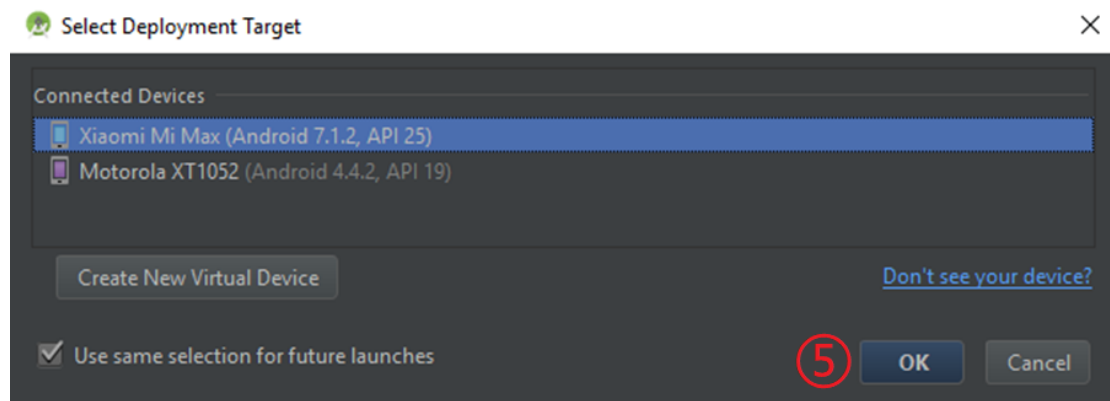 Select Deployment Target
Connected Devices
Xiaomi Mi Max (Android 7.1.2, API 25)
Motorola XT1052 (Android 4.4.2, API 19)
Create New Virtual Device
Don't see your device?
Use same selection for future launches
⑤ OK Cancel